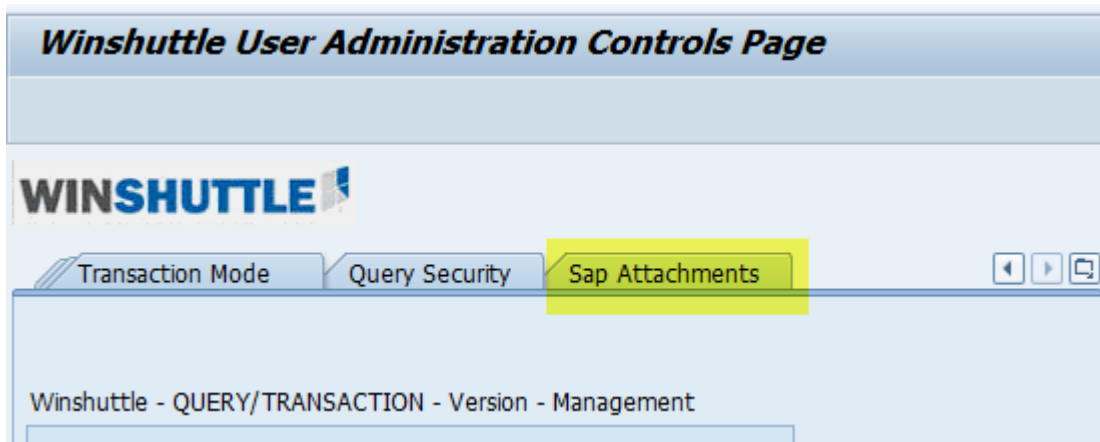 Winshuttle User Administration Controls Page
WINSHUTTLE
Transaction Mode Query Security Sap Attachments
Winshuttle - QUERY/TRANSACTION - Version - Management